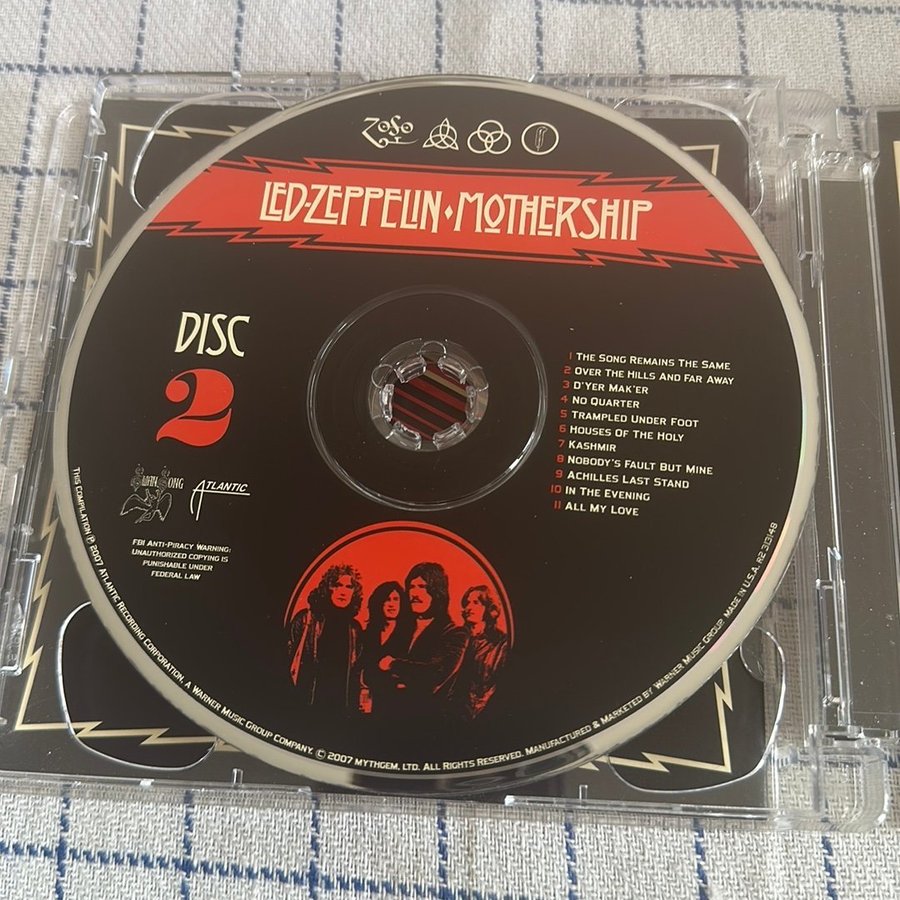 ZoSo
LED·ZEPPELIN · MOTHERSHIP
DISC
2
1 THE SONG REMAINS THE SAME
2 OVER THE HILLS AND FAR AWAY
3 D'YER MAK'ER
4 NO QUARTER
5 TRAMPLED UNDER FOOT
6 HOUSES OF THE HOLY
7 KASHMIR
8 NOBODY'S FAULT BUT MINE
9 ACHILLES LAST STAND
10 IN THE EVENING
11 ALL MY LOVE
SWAN SONG
ATLANTIC
FBI ANTI-PIRACY WARNING:
UNAUTHORIZED COPYING IS
PUNISHABLE UNDER
FEDERAL LAW
THIS COMPILATION ℗ 2007 ATLANTIC RECORDING CORPORATION, A WARNER MUSIC GROUP COMPANY. © 2007 MYTHGEM, LTD. ALL RIGHTS RESERVED. MANUFACTURED & MARKETED BY WARNER MUSIC GROUP. MADE IN U.S.A. R2 313148